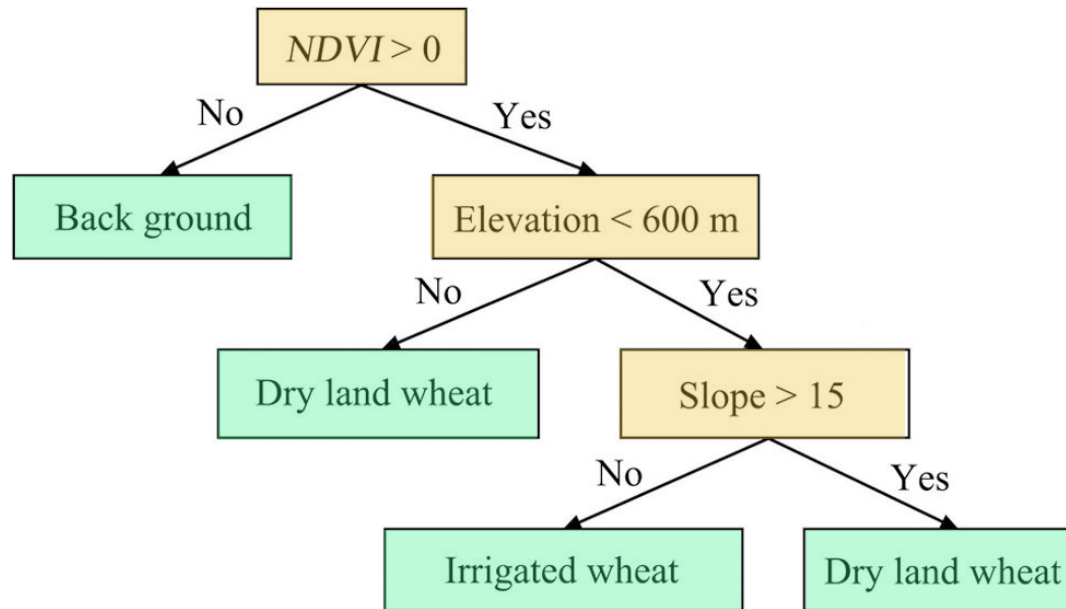 NDVI > 0
No
Yes
Back ground
Elevation < 600 m
No
Yes
Dry land wheat
Slope > 15
No
Yes
Irrigated wheat
Dry land wheat